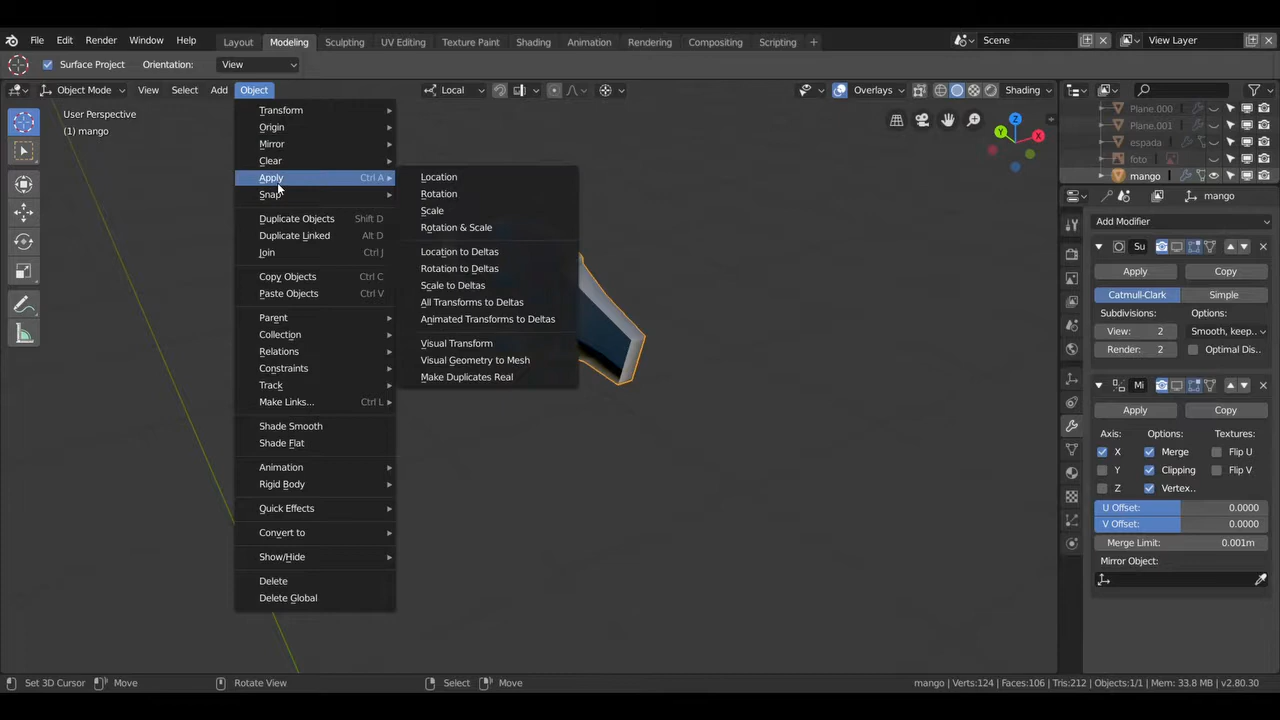 File Edit Render Window Help Layout Modeling Sculpting UV Editing Texture Paint Shading Animation Rendering Compositing Scripting + Scene View Layer
Surface Project Orientation: View
Object Mode View Select Add Object Local Overlays Shading
User Perspective
(1) mango
Transform
Origin
Mirror
Clear
Apply Ctrl A
Snap
Duplicate Objects Shift D
Duplicate Linked Alt D
Join Ctrl J
Copy Objects Ctrl C
Paste Objects Ctrl V
Parent
Collection
Relations
Constraints
Track
Make Links... Ctrl L
Shade Smooth
Shade Flat
Animation
Rigid Body
Quick Effects
Convert to
Show/Hide
Delete
Delete Global
Location
Rotation
Scale
Rotation & Scale
Location to Deltas
Rotation to Deltas
Scale to Deltas
All Transforms to Deltas
Animated Transforms to Deltas
Visual Transform
Visual Geometry to Mesh
Make Duplicates Real
Z
Y
X
Plane.000
Plane.001
espada
foto
mango
mango
Add Modifier
Su
Apply Copy
Catmull-Clark Simple
Subdivisions: Options:
View: 2 Smooth, keep..
Render: 2 Optimal Dis..
Mi
Apply Copy
Axis: Options: Textures:
X Merge Flip U
Y Clipping Flip V
Z Vertex..
U Offset: 0.0000
V Offset: 0.0000
Merge Limit: 0.001m
Mirror Object:
Set 3D Cursor Move Rotate View Select Move mango | Verts:124 | Faces:106 | Tris:212 | Objects:1/1 | Mem: 33.8 MB | v2.80.30